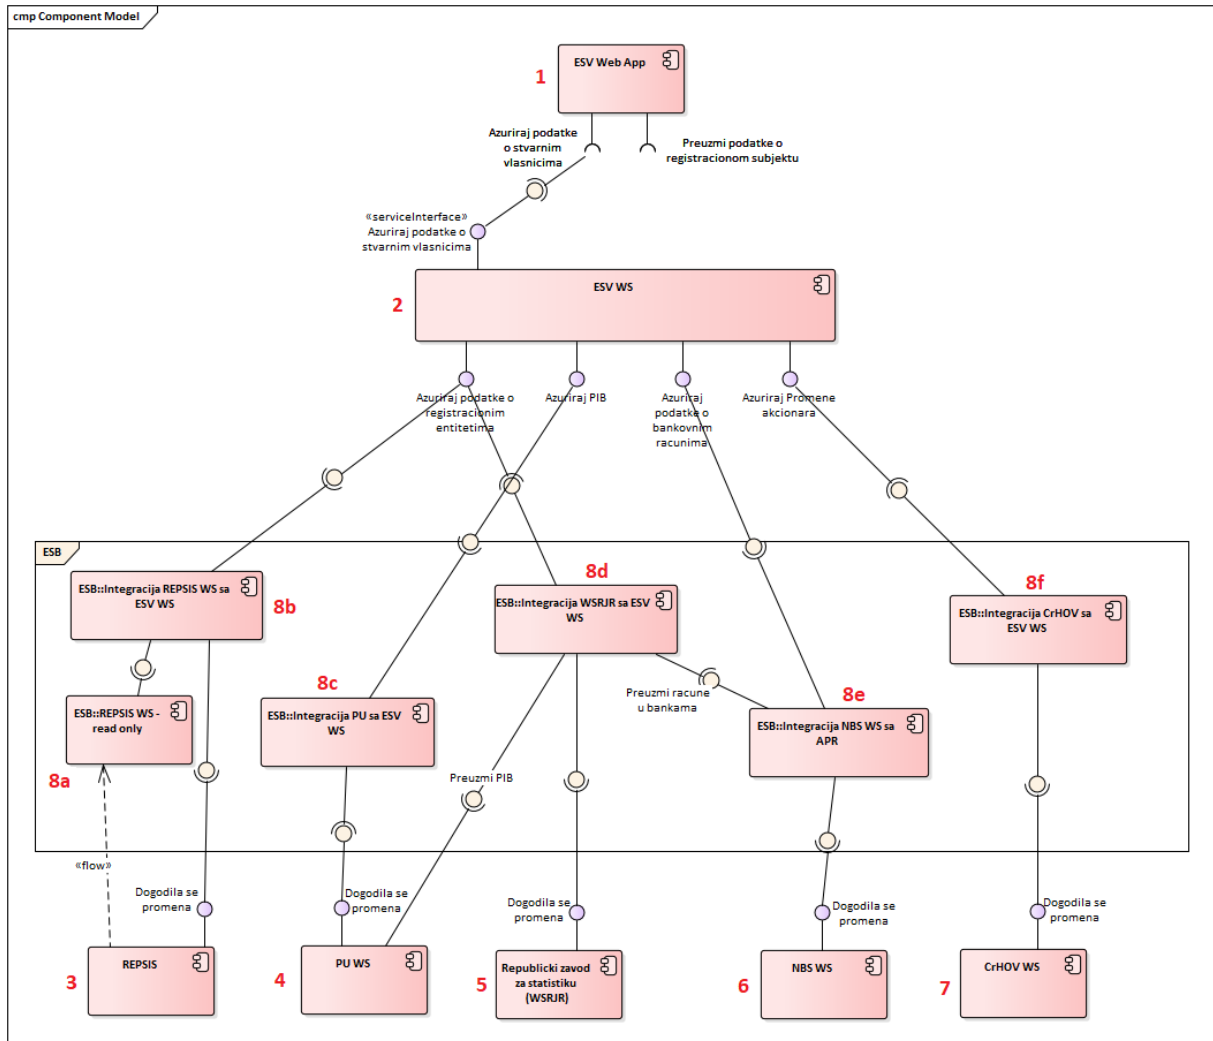 cmp Component Model
ESV Web App
1
Azuriraj podatke
o stvarnim
vlasnicima
Preuzmi podatke o
registracionom subjektu
«serviceInterface»
Azuriraj podatke o
stvarnim vlasnicima
ESV WS
2
Azuriraj podatke o
registracionim
entitetima
Azuriraj PIB
Azuriraj
podatke o
bankovnim
racunima
Azuriraj Promene
akcionara
ESB
ESB::Integracija REPSIS WS sa
ESV WS
8b
8d
ESB::Integracija WSRJR sa ESV
WS
8f
ESB::Integracija CrHOV sa
ESV WS
ESB::REPSIS WS -
read only
8a
8c
ESB::Integracija PU sa ESV
WS
Preuzmi racune
u bankama
8e
ESB::Integracija NBS WS sa
APR
Preuzmi PIB
«flow»
Dogodila se
promena
Dogodila se
promena
Dogodila se
promena
Dogodila se
promena
Dogodila se
promena
REPSIS
3
PU WS
4
Republicki zavod
za statistiku
(WSRJR)
5
NBS WS
6
CrHOV WS
7